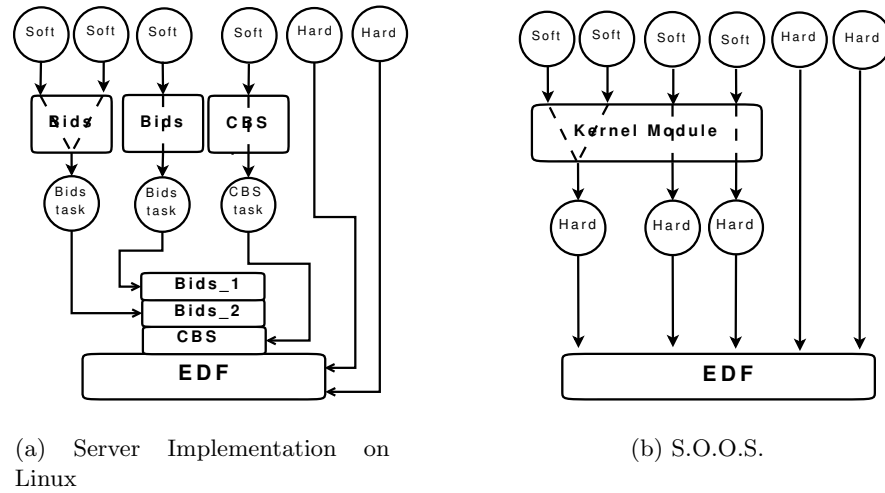 Soft Soft Soft Soft Hard Hard
Bids Bids CBS
Bids task
Bids task
CBS task
Bids_1
Bids_2
CBS
EDF
(a) Server Implementation on
Linux
Soft Soft Soft Soft Hard Hard
Kernel Module
Hard Hard Hard
EDF
(b) S.O.O.S.